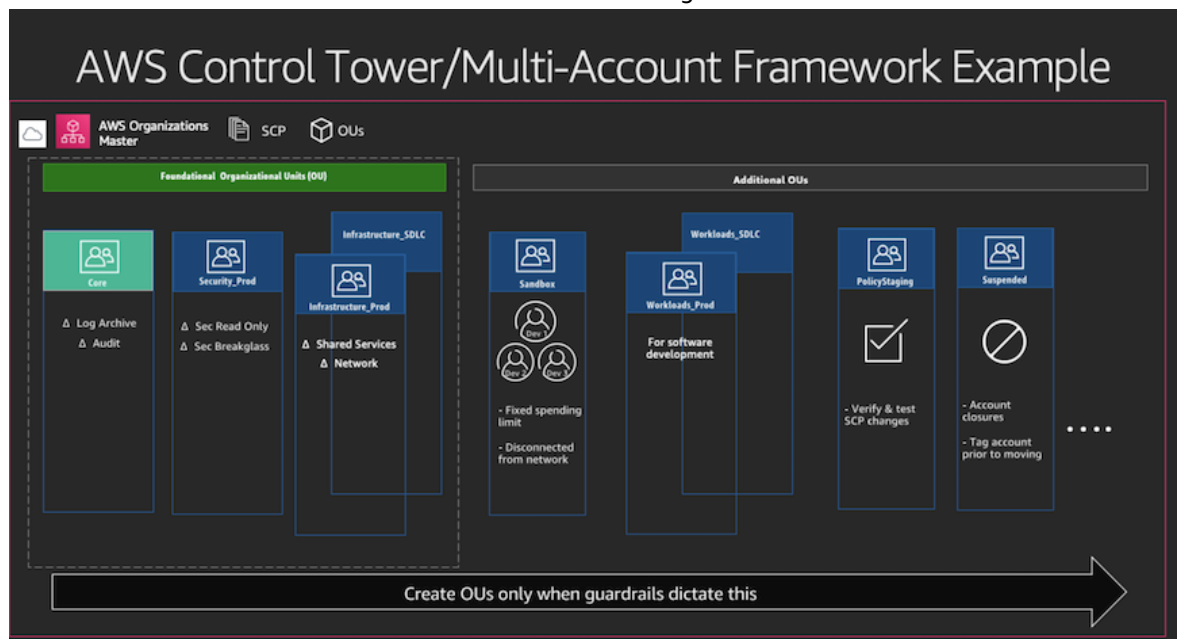 AWS Control Tower/Multi-Account Framework Example
AWS Organizations
Master
SCP
OUs
Foundational Organizational Units (OU)
Additional OUs
Core
Δ Log Archive
Δ Audit
Security_Prod
Δ Sec Read Only
Δ Sec Breakglass
Infrastructure_SDLC
Infrastructure_Prod
Δ Shared Services
Δ Network
Sandbox
Dev 1
Dev 2
Dev 3
- Fixed spending
limit
- Disconnected
from network
Workloads_SDLC
Workloads_Prod
For software
development
PolicyStaging
- Verify & test
SCP changes
Suspended
- Account
closures
- Tag account
prior to moving
....
Create OUs only when guardrails dictate this